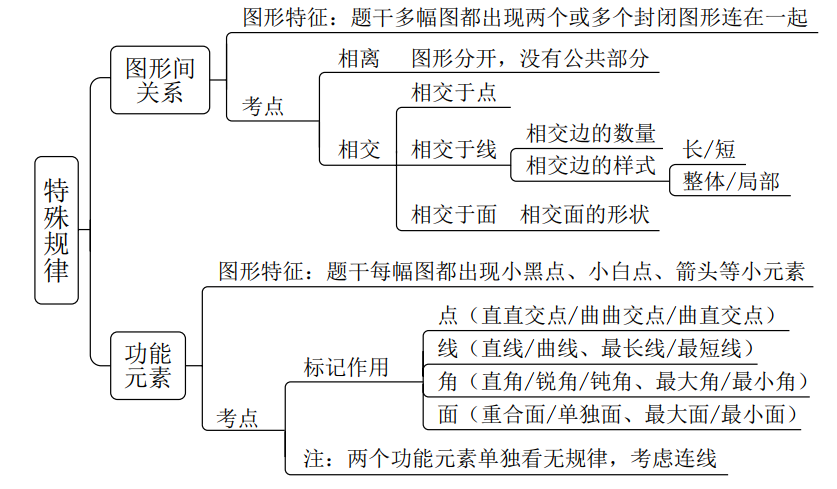 特殊规律
图形间
关系
图形特征：题干多幅图都出现两个或多个封闭图形连在一起
考点
相离 图形分开，没有公共部分
相交
相交于点
相交于线
相交边的数量
相交边的样式
长/短
整体/局部
相交于面 相交面的形状
功能
元素
图形特征：题干每幅图都出现小黑点、小白点、箭头等小元素
考点
标记作用
点（直直交点/曲曲交点/曲直交点）
线（直线/曲线、最长线/最短线）
角（直角/锐角/钝角、最大角/最小角）
面（重合面/单独面、最大面/最小面）
注：两个功能元素单独看无规律，考虑连线